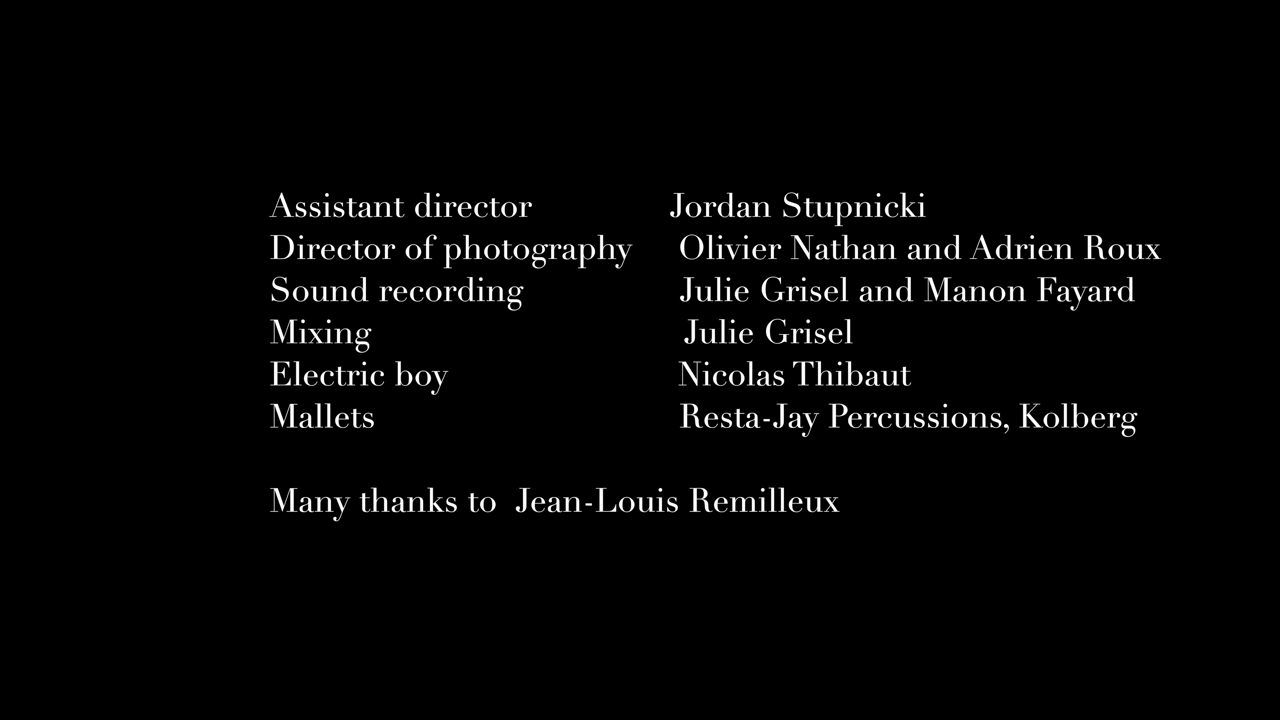 Assistant director Jordan Stupnicki
Director of photography Olivier Nathan and Adrien Roux
Sound recording Julie Grisel and Manon Fayard
Mixing Julie Grisel
Electric boy Nicolas Thibaut
Mallets Resta-Jay Percussions, Kolberg
Many thanks to Jean-Louis Remilleux